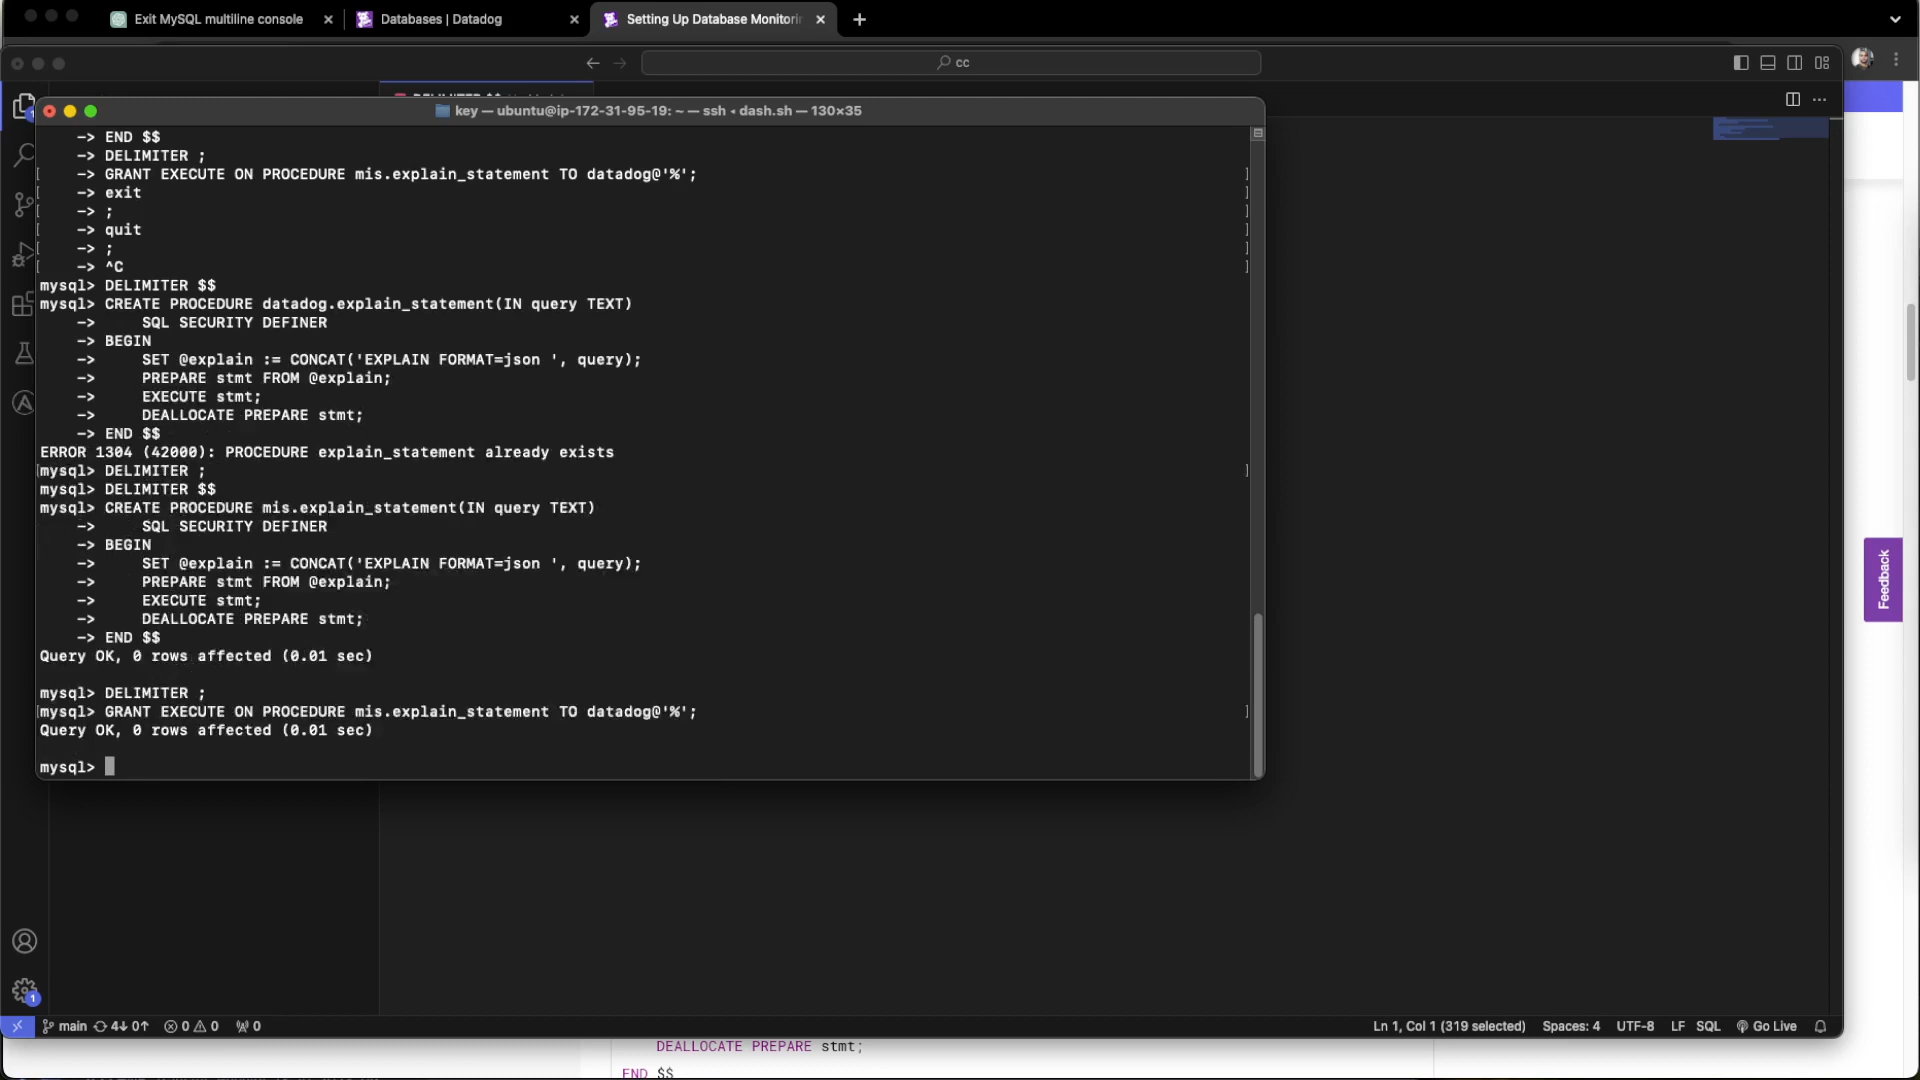 Exit MySQL multiline console
Databases | Datadog
Setting Up Database Monitorin
cc
key — ubuntu@ip-172-31-95-19: ~ — ssh ◂ dash.sh — 130×35
-> END $$
-> DELIMITER ;
[    -> GRANT EXECUTE ON PROCEDURE mis.explain_statement TO datadog@'%'; ]
[    -> exit ]
[    -> ; ]
[    -> quit ]
[    -> ; ]
[    -> ^C ]
mysql> DELIMITER $$
mysql> CREATE PROCEDURE datadog.explain_statement(IN query TEXT)
->     SQL SECURITY DEFINER
-> BEGIN
->     SET @explain := CONCAT('EXPLAIN FORMAT=json ', query);
->     PREPARE stmt FROM @explain;
->     EXECUTE stmt;
->     DEALLOCATE PREPARE stmt;
-> END $$
ERROR 1304 (42000): PROCEDURE explain_statement already exists
[mysql> DELIMITER ; ]
mysql> DELIMITER $$
mysql> CREATE PROCEDURE mis.explain_statement(IN query TEXT)
->     SQL SECURITY DEFINER
-> BEGIN
->     SET @explain := CONCAT('EXPLAIN FORMAT=json ', query);
->     PREPARE stmt FROM @explain;
->     EXECUTE stmt;
->     DEALLOCATE PREPARE stmt;
-> END $$
Query OK, 0 rows affected (0.01 sec)
mysql> DELIMITER ;
[mysql> GRANT EXECUTE ON PROCEDURE mis.explain_statement TO datadog@'%'; ]
Query OK, 0 rows affected (0.01 sec)
mysql>
Feedback
1
1
main 4↓ 0↑ 0 0 0
Ln 1, Col 1 (319 selected) Spaces: 4 UTF-8 LF SQL Go Live
DEALLOCATE PREPARE stmt;
END $$